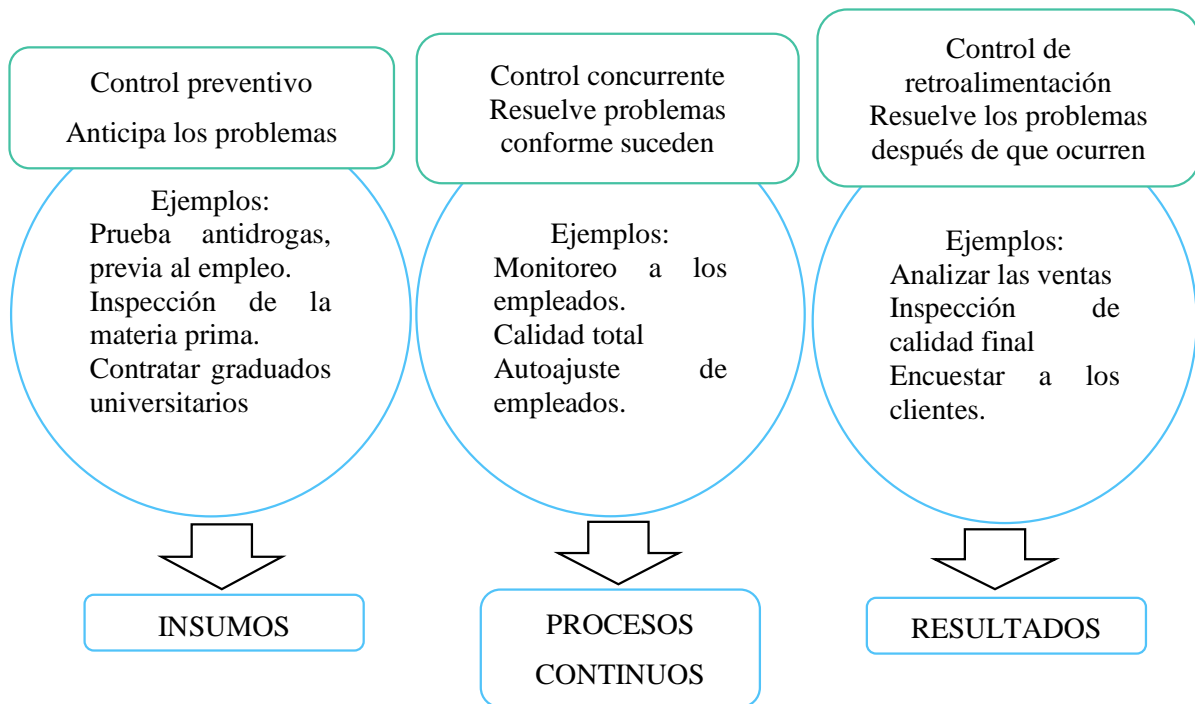 Control preventivo
Anticipa los problemas
Ejemplos:
Prueba antidrogas,
previa al empleo.
Inspección de la
materia prima.
Contratar graduados
universitarios
INSUMOS
Control concurrente
Resuelve problemas
conforme suceden
Ejemplos:
Monitoreo a los
empleados.
Calidad total
Autoajuste de
empleados.
PROCESOS
CONTINUOS
Control de
retroalimentación
Resuelve los problemas
después de que ocurren
Ejemplos:
Analizar las ventas
Inspección de
calidad final
Encuestar a los
clientes.
RESULTADOS